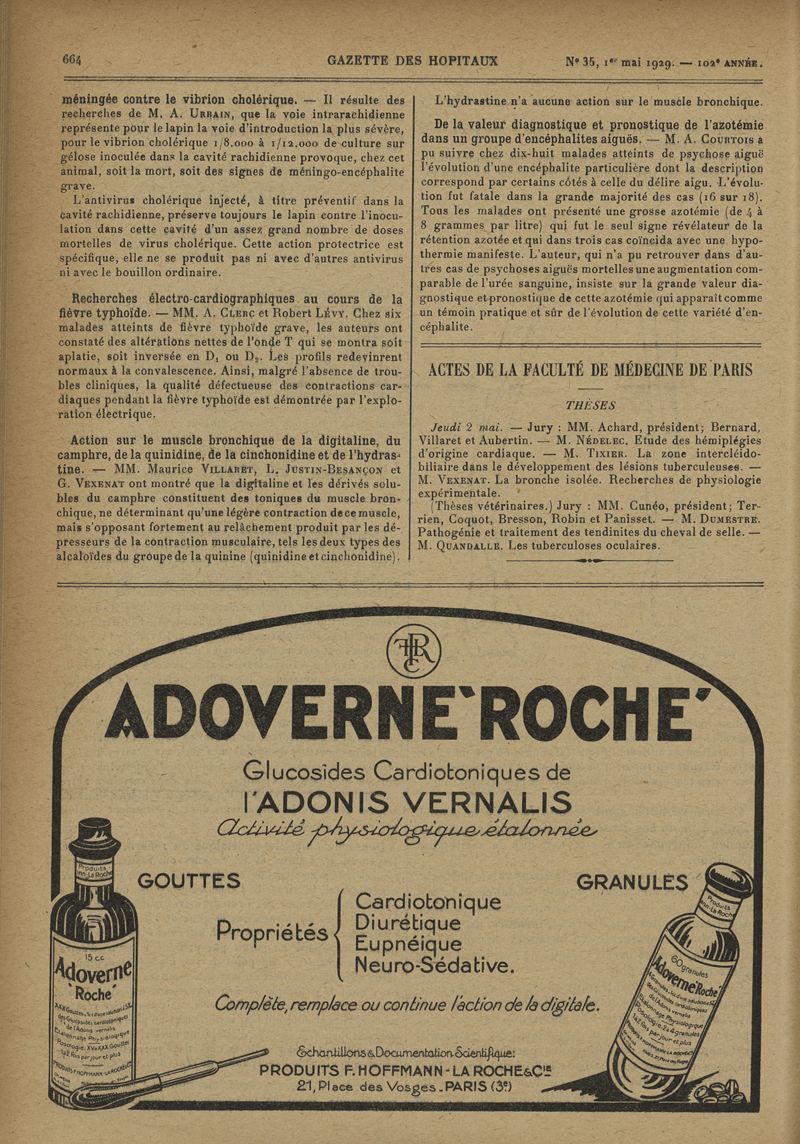 664
GAZETTE DES HOPITAUX
Nº 35, 1er mai 1929. — 102e ANNÉE.
méningée contre le vibrion cholérique. — Il résulte des
recherches de M. A. URBAIN, que la voie intrarachidienne
représente pour le lapin la voie d'introduction la plus sévère,
pour le vibrion cholérique 1/8.000 à 1/12.000 de culture sur
gélose inoculée dans la cavité rachidienne provoque, chez cet
animal, soit la mort, soit des signes de méningo-encéphalite
grave.
L'antivirus cholérique injecté, à titre préventif dans la
cavité rachidienne, préserve toujours le lapin contre l'inocu-
lation dans cette cavité d'un assez grand nombre de doses
mortelles de virus cholérique. Cette action protectrice est
spécifique, elle ne se produit pas ni avec d'autres antivirus
ni avec le bouillon ordinaire.
Recherches électro-cardiographiques au cours de la
fièvre typhoïde. — MM. A. CLERC et Robert LÉVY. Chez six
malades atteints de fièvre typhoïde grave, les auteurs ont
constaté des altérations nettes de l'onde T qui se montra soit
aplatie, soit inversée en D1 ou D2. Les profils redevinrent
normaux à la convalescence. Ainsi, malgré l'absence de trou-
bles cliniques, la qualité défectueuse des contractions car-
diaques pendant la fièvre typhoïde est démontrée par l'explo-
ration électrique.
Action sur le muscle bronchique de la digitaline, du
camphre, de la quinidine, de la cinchonidine et de l'hydras-
tine. — MM. Maurice VILLARET, L. JUSTIN-BESANÇON et
G. VEXENAT ont montré que la digitaline et les dérivés solu-
bles du camphre constituent des toniques du muscle bron-
chique, ne déterminant qu'une légère contraction de ce muscle,
mais s'opposant fortement au relâchement produit par les dé-
presseurs de la contraction musculaire, tels les deux types des
alcaloïdes du groupe de la quinine (quinidine et cinchonidine).
L'hydrastine n'a aucune action sur le muscle bronchique.
De la valeur diagnostique et pronostique de l'azotémie
dans un groupe d'encéphalites aiguës. — M. A. COURTOIS a
pu suivre chez dix-huit malades atteints de psychose aiguë
l'évolution d'une encéphalite particulière dont la description
correspond par certains côtés à celle du délire aigu. L'évolu-
tion fut fatale dans la grande majorité des cas (16 sur 18).
Tous les malades ont présenté une grosse azotémie (de 4 à
8 grammes par litre) qui fut le seul signe révélateur de la
rétention azotée et qui dans trois cas coïncida avec une hypo-
thermie manifeste. L'auteur, qui n'a pu retrouver dans d'au-
tres cas de psychoses aiguës mortelles une augmentation com-
parable de l'urée sanguine, insiste sur la grande valeur dia-
gnostique et pronostique de cette azotémie qui apparaît comme
un témoin pratique et sûr de l'évolution de cette variété d'en-
céphalite.
ACTES DE LA FACULTÉ DE MÉDECINE DE PARIS
THÈSES
Jeudi 2 mai. — Jury : MM. Achard, président; Bernard,
Villaret et Aubertin. — M. NÉDELEC. Etude des hémiplégies
d'origine cardiaque. — M. TIXIER. La zone intercléido-
biliaire dans le développement des lésions tuberculeuses. —
M. VEXENAT. La bronche isolée. Recherches de physiologie
expérimentale.
(Thèses vétérinaires.) Jury : MM. Cunéo, président; Ter-
rien, Coquot, Bresson, Robin et Panisset. — M. DUMESTRE.
Pathogénie et traitement des tendinites du cheval de selle. —
M. QUANDALLE. Les tuberculoses oculaires.
ADOVERNE 'ROCHE'
Glucosides Cardiotoniques de
l'ADONIS VERNALIS
Activité physiologique étalonnée
GOUTTES
GRANULES
Propriétés
Cardiotonique
Diurétique
Eupnéique
Neuro-Sédative.
Complète, remplace ou continue l'action de la digitale.
Échantillons & Documentation Scientifique:
PRODUITS F. HOFFMANN-LA ROCHE & Cie
21, Place des Vosges _ PARIS (3e)
Produits
15 cc
Adoverne
'Roche'
Produits
60 granules
Adoverne 'Roche'